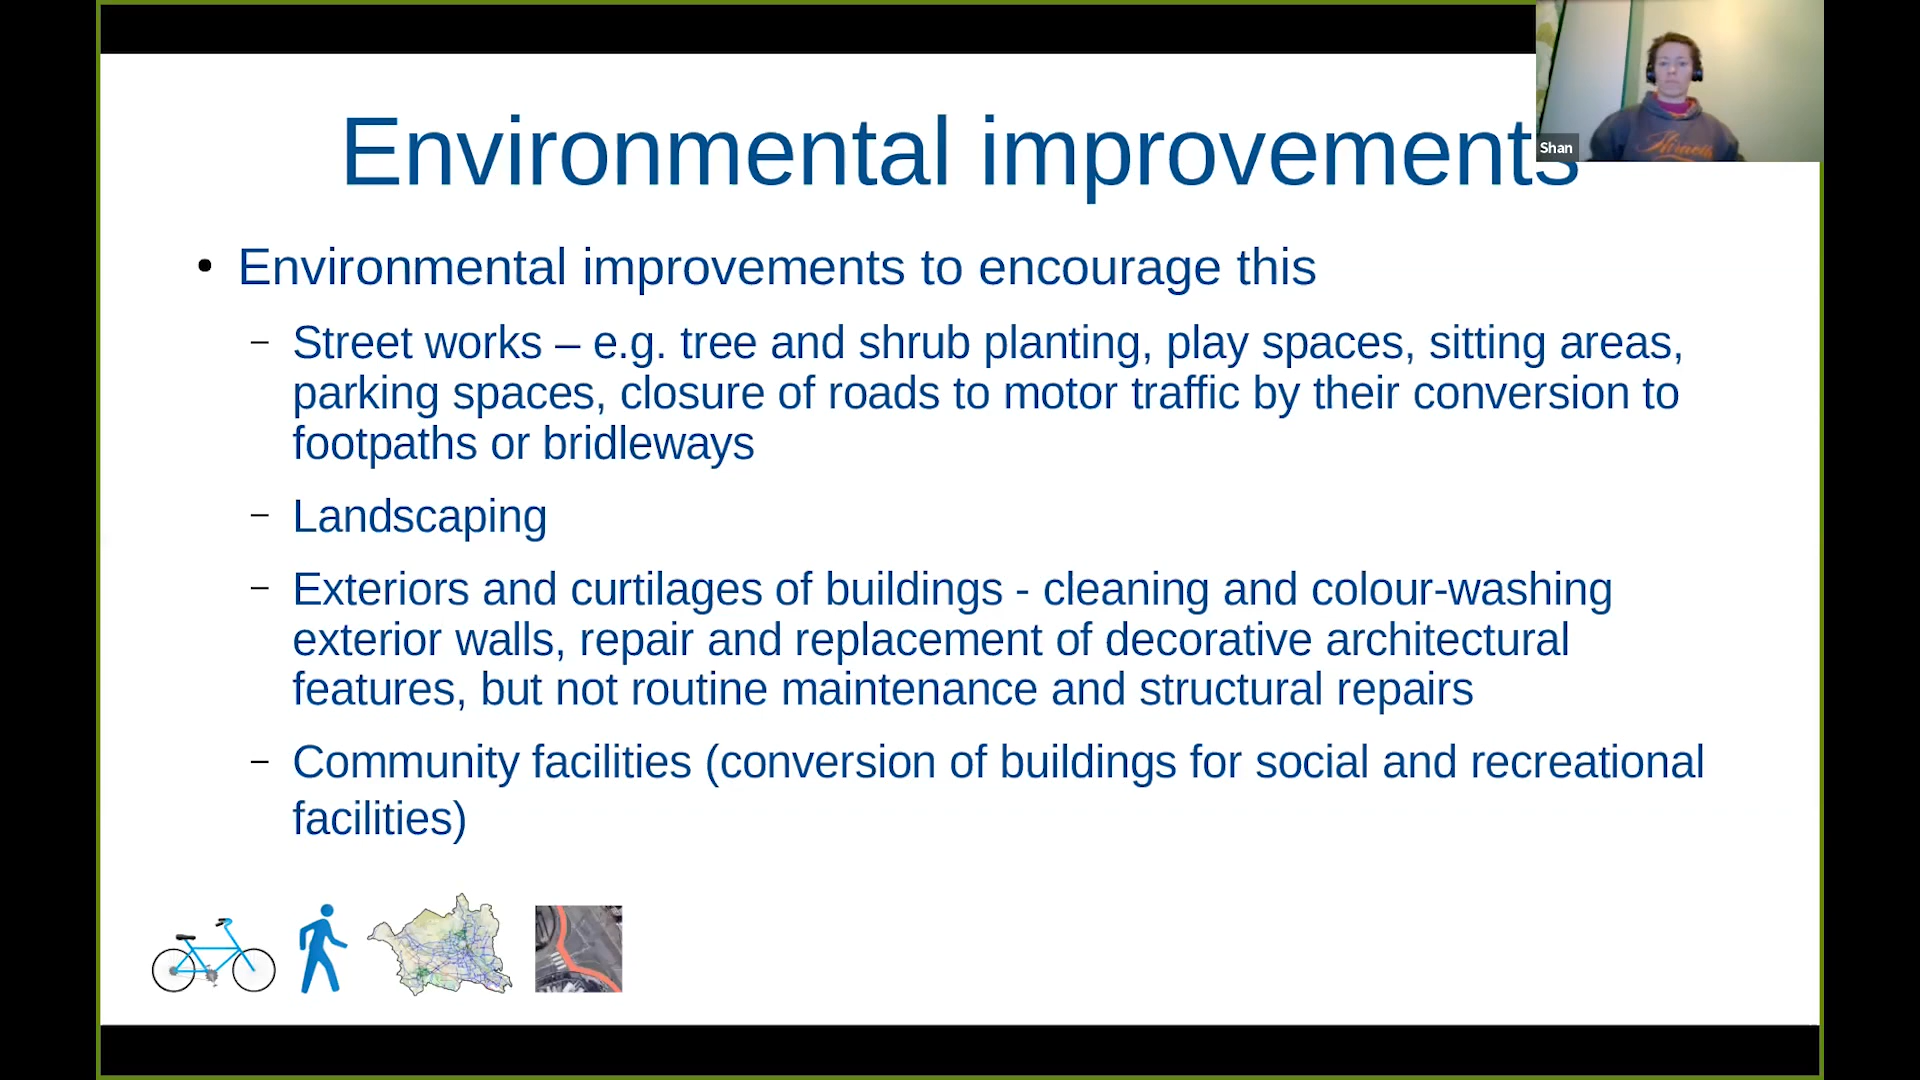 Environmental improvements
Shan
• Environmental improvements to encourage this
– Street works – e.g. tree and shrub planting, play spaces, sitting areas,
parking spaces, closure of roads to motor traffic by their conversion to
footpaths or bridleways
– Landscaping
– Exteriors and curtilages of buildings - cleaning and colour-washing
exterior walls, repair and replacement of decorative architectural
features, but not routine maintenance and structural repairs
– Community facilities (conversion of buildings for social and recreational
facilities)